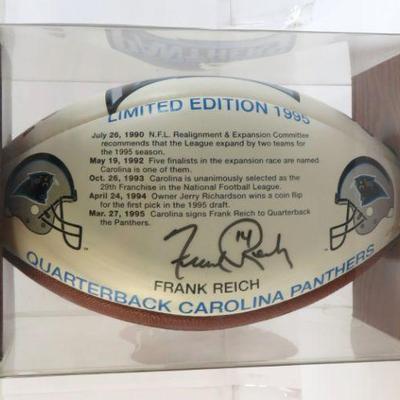 LIMITED EDITION 1995
July 26, 1990 N.F.L. Realignment & Expansion Committee
recommends that the League expand by two teams for
the 1995 season.
May 19, 1992 Five finalists in the expansion race are named
Carolina is one of them.
Oct. 26, 1993 Carolina is unanimously selected as the
29th Franchise in the National Football League.
April 24, 1994 Owner Jerry Richardson wins a coin flip
for the first pick in the 1995 draft.
Mar. 27, 1995 Carolina signs Frank Reich to Quarterback
the Panthers.
Frank Reich 14
FRANK REICH
QUARTERBACK CAROLINA PANTHERS